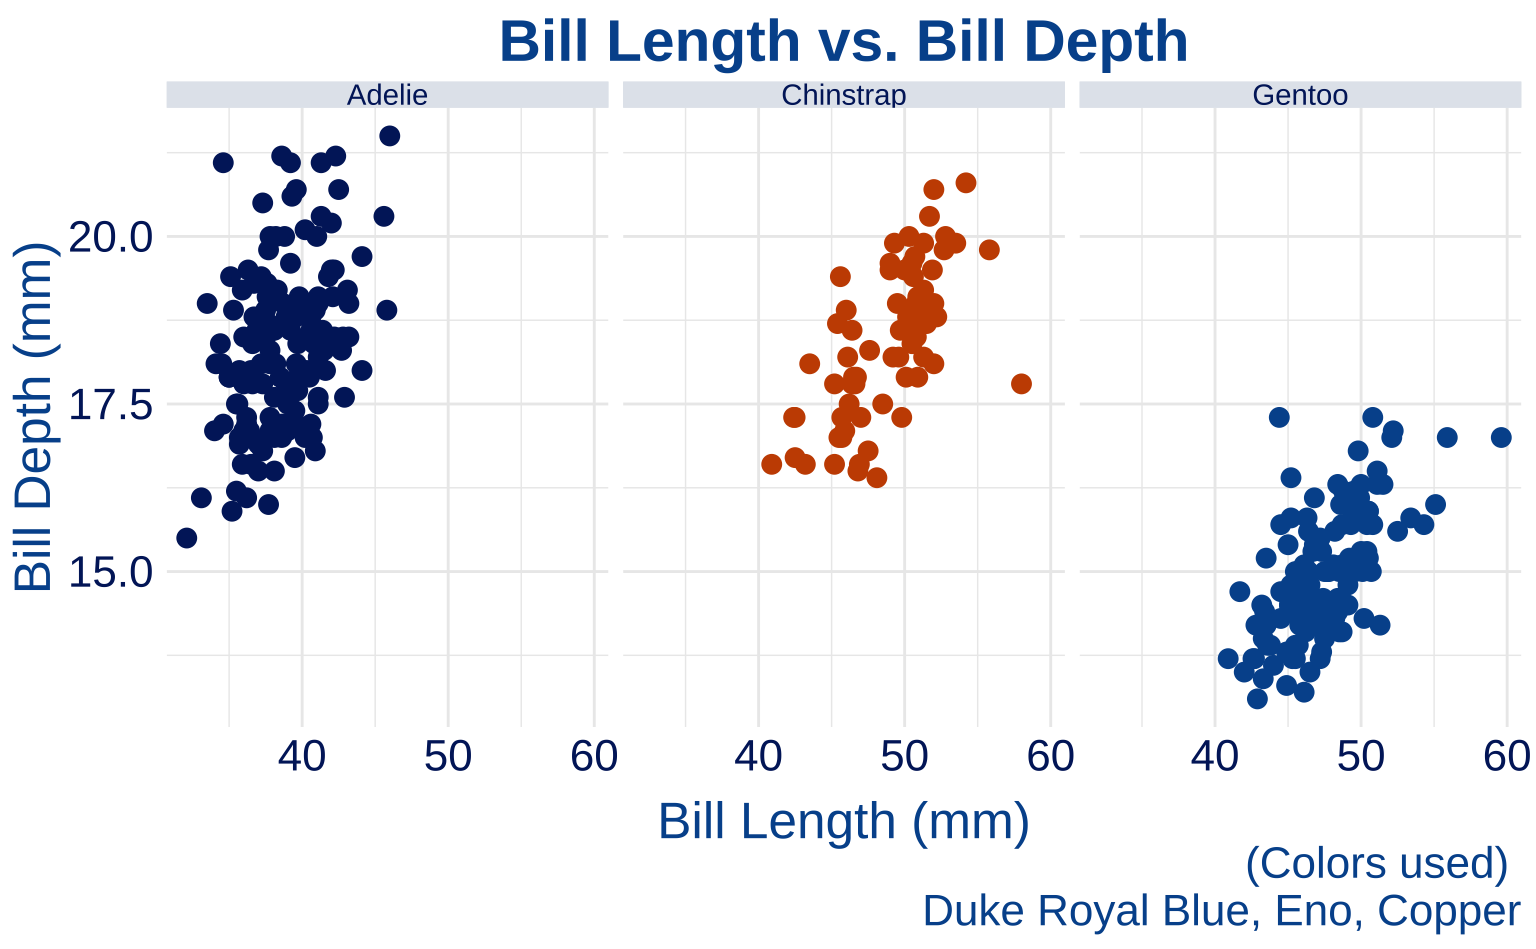 Bill Length vs. Bill Depth
Adelie
Chinstrap
Gentoo
Bill Depth (mm)
20.0
17.5
15.0
40 50 60 40 50 60 40 50 60
Bill Length (mm)
(Colors used)
Duke Royal Blue, Eno, Copper